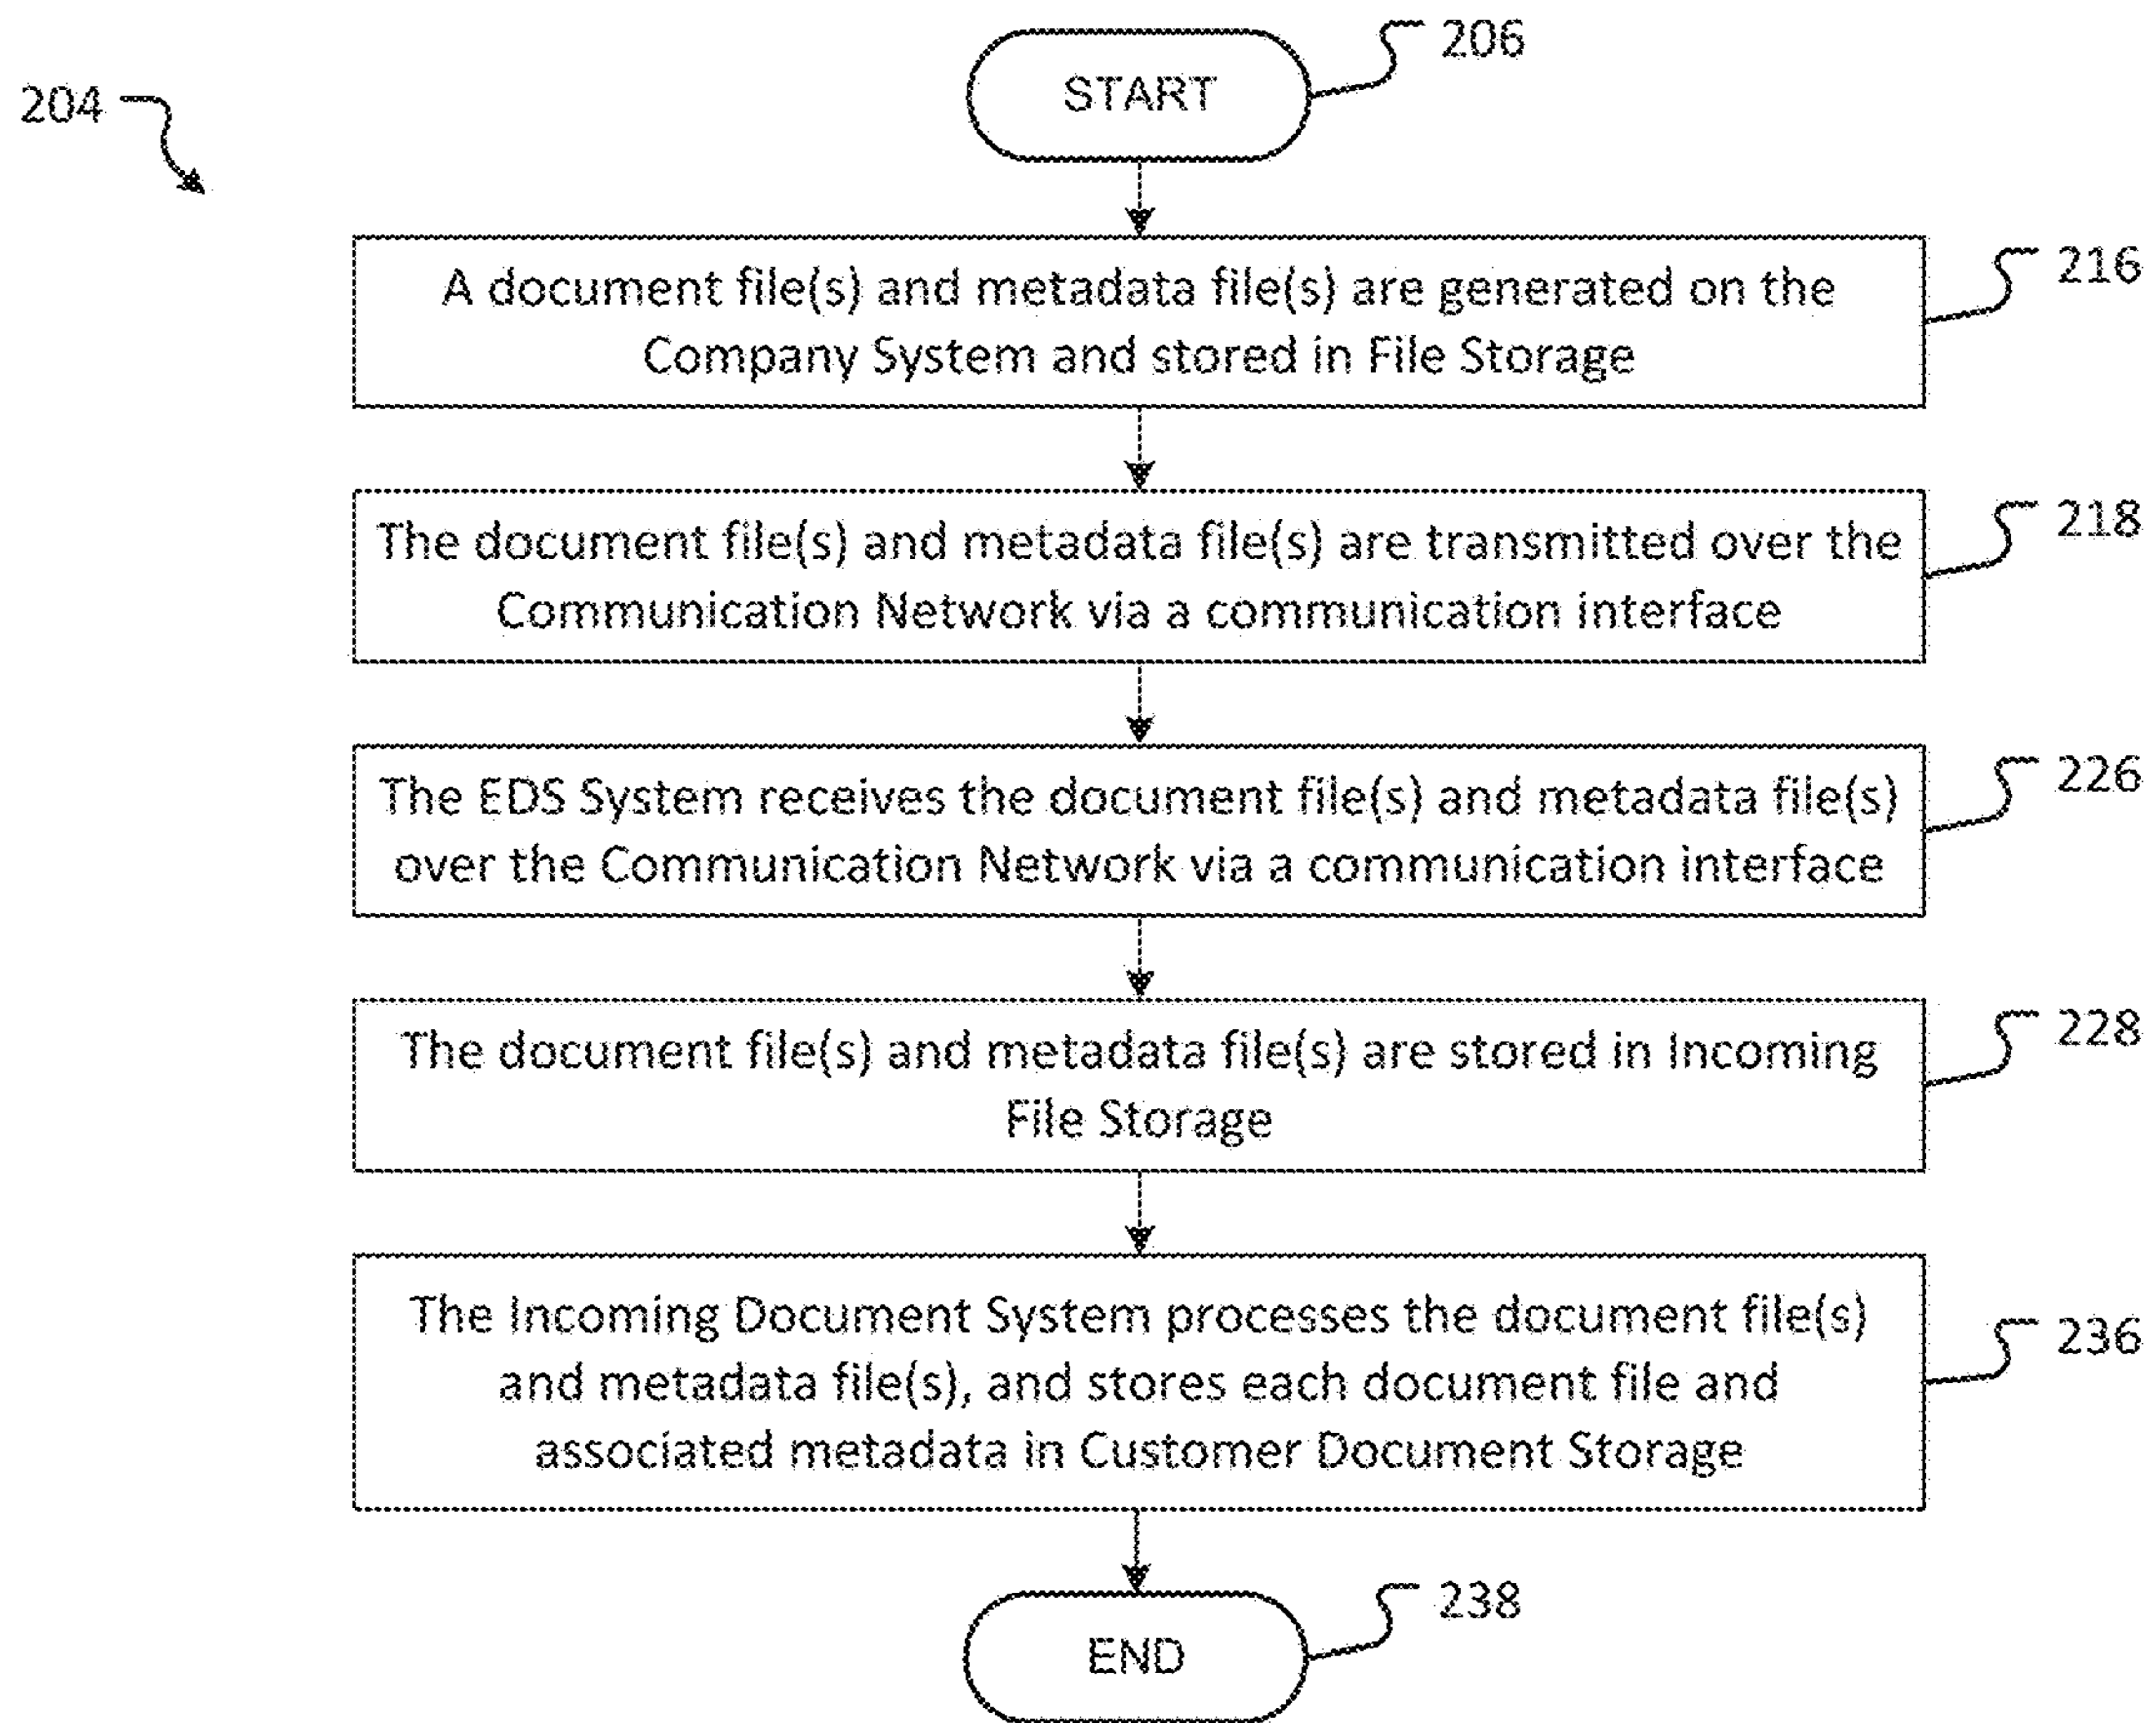 206
START
204
A document file(s) and metadata file(s) are generated on the
Company System and stored in File Storage
216
The document file(s) and metadata file(s) are transmitted over the
Communication Network via a communication interface
218
The EDS System receives the document file(s) and metadata file(s)
over the Communication Network via a communication interface
226
The document file(s) and metadata file(s) are stored in Incoming
File Storage
228
The Incoming Document System processes the document file(s)
and metadata file(s), and stores each document file and
associated metadata in Customer Document Storage
236
END
238